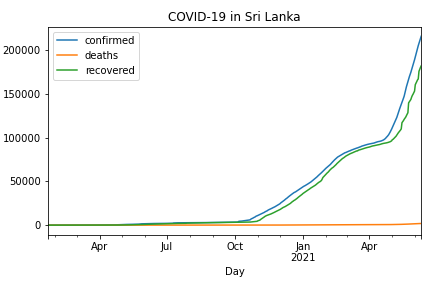 COVID-19 in Sri Lanka
confirmed
deaths
recovered
200000
150000
100000
50000
0
Apr Jul Oct Jan Apr
2021
Day